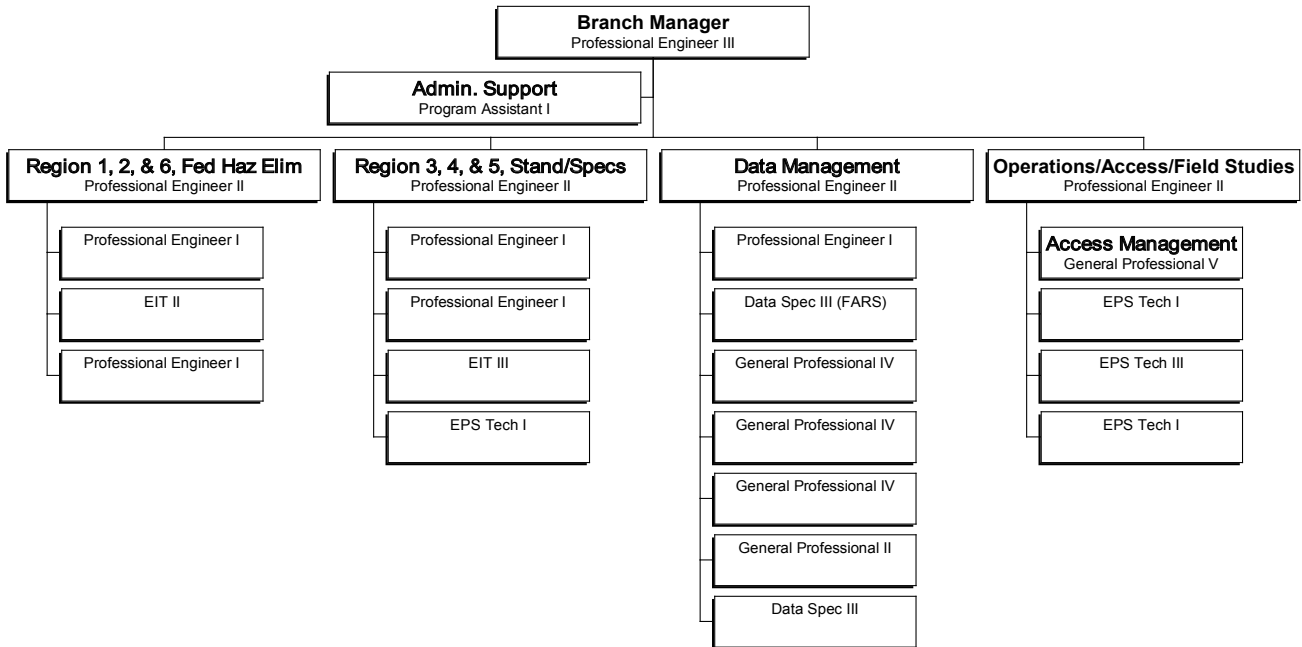 Branch Manager
Professional Engineer III
Admin. Support
Program Assistant I
Region 1, 2, & 6, Fed Haz Elim
Professional Engineer II
Professional Engineer I
EIT II
Professional Engineer I
Region 3, 4, & 5, Stand/Specs
Professional Engineer II
Professional Engineer I
Professional Engineer I
EIT III
EPS Tech I
Data Management
Professional Engineer II
Professional Engineer I
Data Spec III (FARS)
General Professional IV
General Professional IV
General Professional IV
General Professional II
Data Spec III
Operations/Access/Field Studies
Professional Engineer II
Access Management
General Professional V
EPS Tech I
EPS Tech III
EPS Tech I